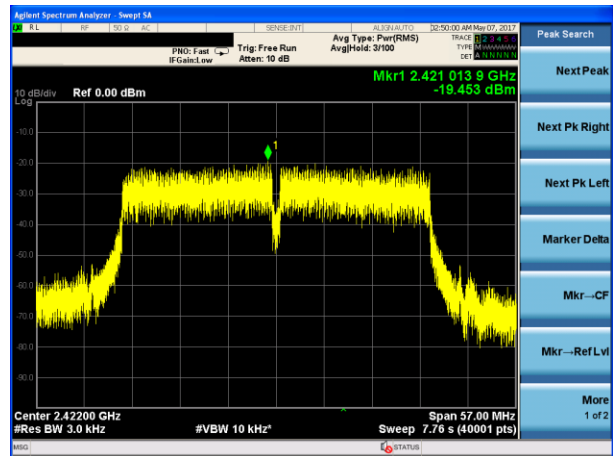 Agilent Spectrum Analyzer - Swept SA
RL RF 50 Ω AC SENSE:INT ALIGNAUTO 02:50:00 AM May 07, 2017
PNO: Fast Trig: Free Run Avg Type: Pwr(RMS) TRACE 1 2 3 4 5 6
IFGain:Low Atten: 10 dB Avg|Hold: 3/100 TYPE M WWWWW
DET A N N N N N
Mkr1 2.421 013 9 GHz
-19.453 dBm
10 dB/div Ref 0.00 dBm
Log
1
-10.0
-20.0
-30.0
-40.0
-50.0
-60.0
-70.0
-80.0
-90.0
Center 2.42200 GHz Span 57.00 MHz
#Res BW 3.0 kHz #VBW 10 kHz* Sweep 7.76 s (40001 pts)
MSG STATUS
Peak Search
Next Peak
Next Pk Right
Next Pk Left
Marker Delta
Mkr→CF
Mkr→Ref Lvl
More
1 of 2